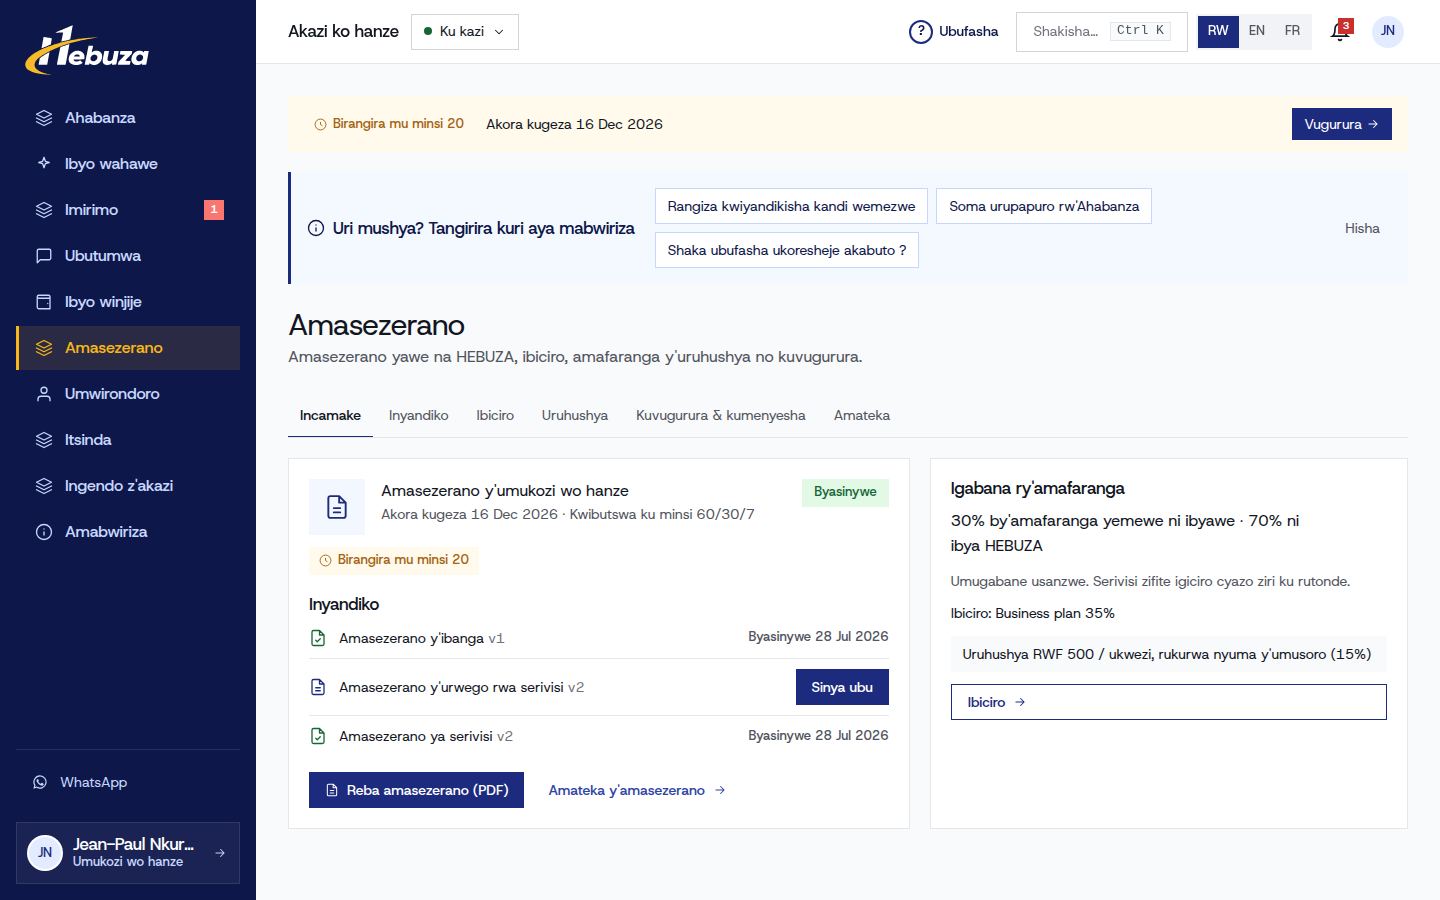 Hebuza
Ahabanza
Ibyo wahawe
Imirimo 1
Ubutumwa
Ibyo winjije
Amasezerano
Umwirondoro
Itsinda
Ingendo z'akazi
Amabwiriza
WhatsApp
JN Jean-Paul Nkur...
Umukozi wo hanze
Akazi ko hanze Ku kazi ? Ubufasha Shakisha... Ctrl K RW EN FR 3 JN
Birangira mu minsi 20 Akora kugeza 16 Dec 2026 Vugurura →
Uri mushya? Tangirira kuri aya mabwiriza
Rangiza kwiyandikisha kandi wemezwe
Soma urupapuro rw'Ahabanza
Shaka ubufasha ukoresheje akabuto ?
Hisha
Amasezerano
Amasezerano yawe na HEBUZA, ibiciro, amafaranga y'uruhushya no kuvugurura.
Incamake Inyandiko Ibiciro Uruhushya Kuvugurura & kumenyesha Amateka
Amasezerano y'umukozi wo hanze Byasinywe
Akora kugeza 16 Dec 2026 · Kwibutswa ku minsi 60/30/7
Birangira mu minsi 20
Inyandiko
Amasezerano y'ibanga v1 Byasinywe 28 Jul 2026
Amasezerano y'urwego rwa serivisi v2 Sinya ubu
Amasezerano ya serivisi v2 Byasinywe 28 Jul 2026
Reba amasezerano (PDF) Amateka y'amasezerano →
Igabana ry'amafaranga
30% by'amafaranga yemewe ni ibyawe · 70% ni
ibya HEBUZA
Umugabane usanzwe. Serivisi zifite igiciro cyazo ziri ku rutonde.
Ibiciro: Business plan 35%
Uruhushya RWF 500 / ukwezi, rukurwa nyuma y'umusoro (15%)
Ibiciro →